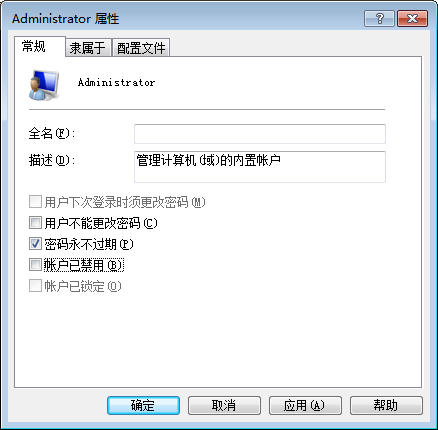 Administrator 属性
常规 隶属于 配置文件
Administrator
全名(F):
描述(D): 管理计算机(域)的内置帐户
用户下次登录时须更改密码(M)
用户不能更改密码(C)
密码永不过期(P)
帐户已禁用(B)
帐户已锁定(O)
确定 取消 应用(A) 帮助